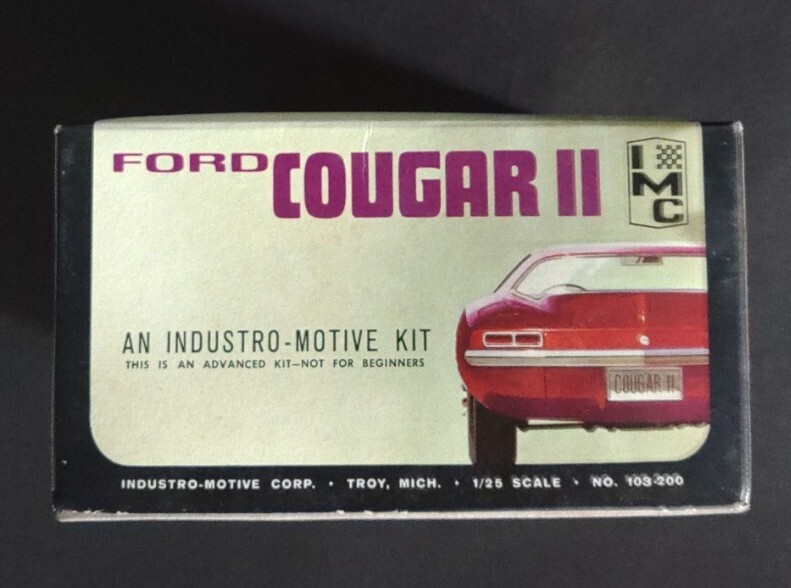 FORD COUGAR II
I
M
C
AN INDUSTRO-MOTIVE KIT
THIS IS AN ADVANCED KIT—NOT FOR BEGINNERS
COUGAR II
INDUSTRO-MOTIVE CORP. • TROY, MICH. • 1/25 SCALE • NO. 103-200